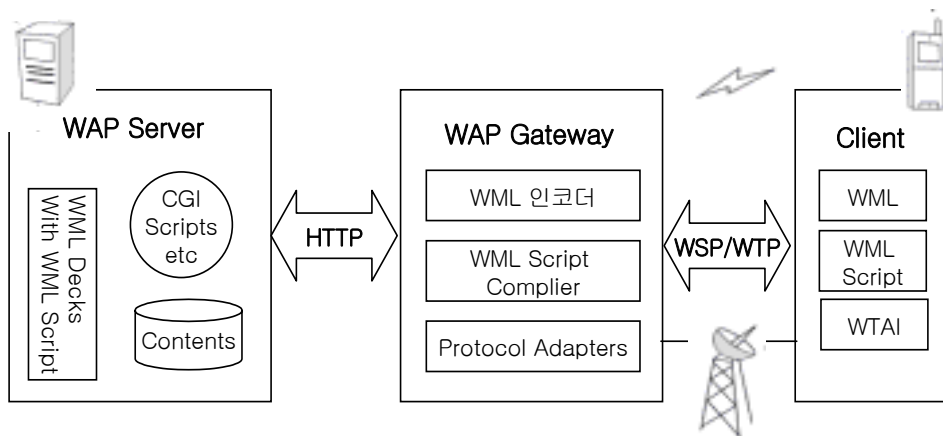 WAP Server
WML Decks
With WML Script
CGI
Scripts
etc
Contents
HTTP
WAP Gateway
WML 인코더
WML Script
Complier
Protocol Adapters
WSP/WTP
Client
WML
WML
Script
WTAI